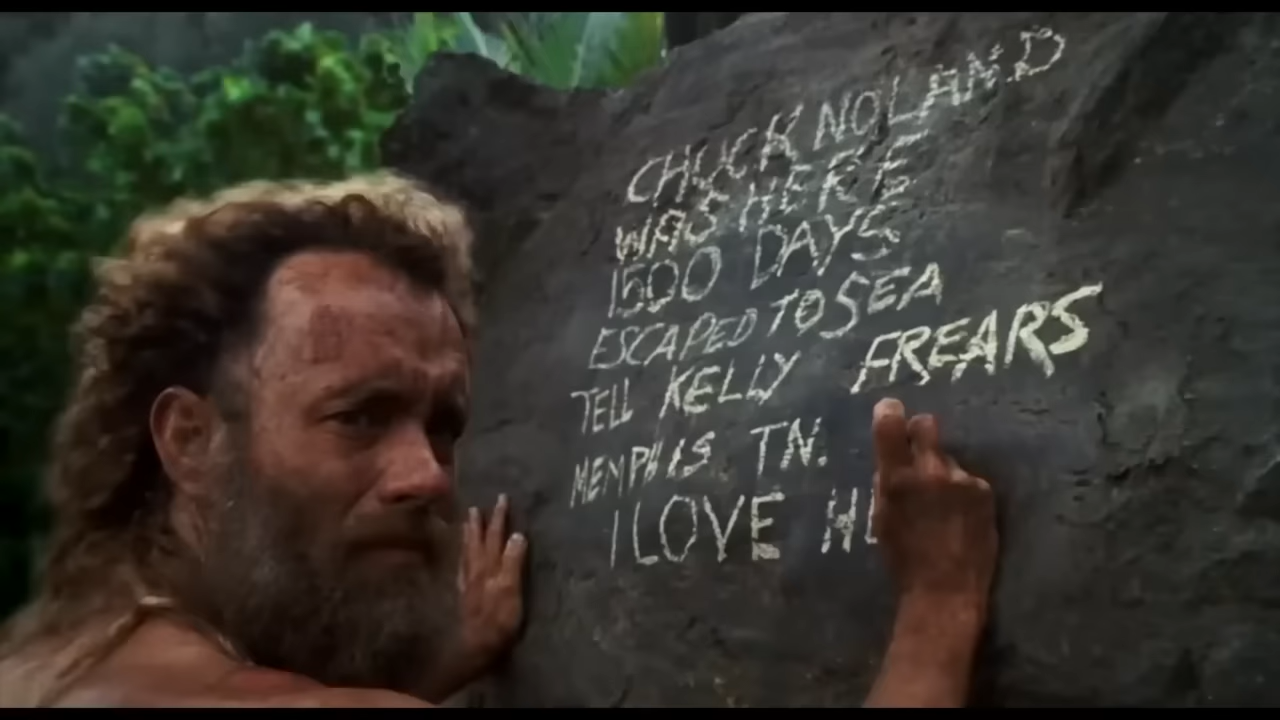 CHUCK NOLAND
WAS HERE
1500 DAYS
ESCAPED TO SEA
TELL KELLY FREARS
MEMPHIS TN.
I LOVE